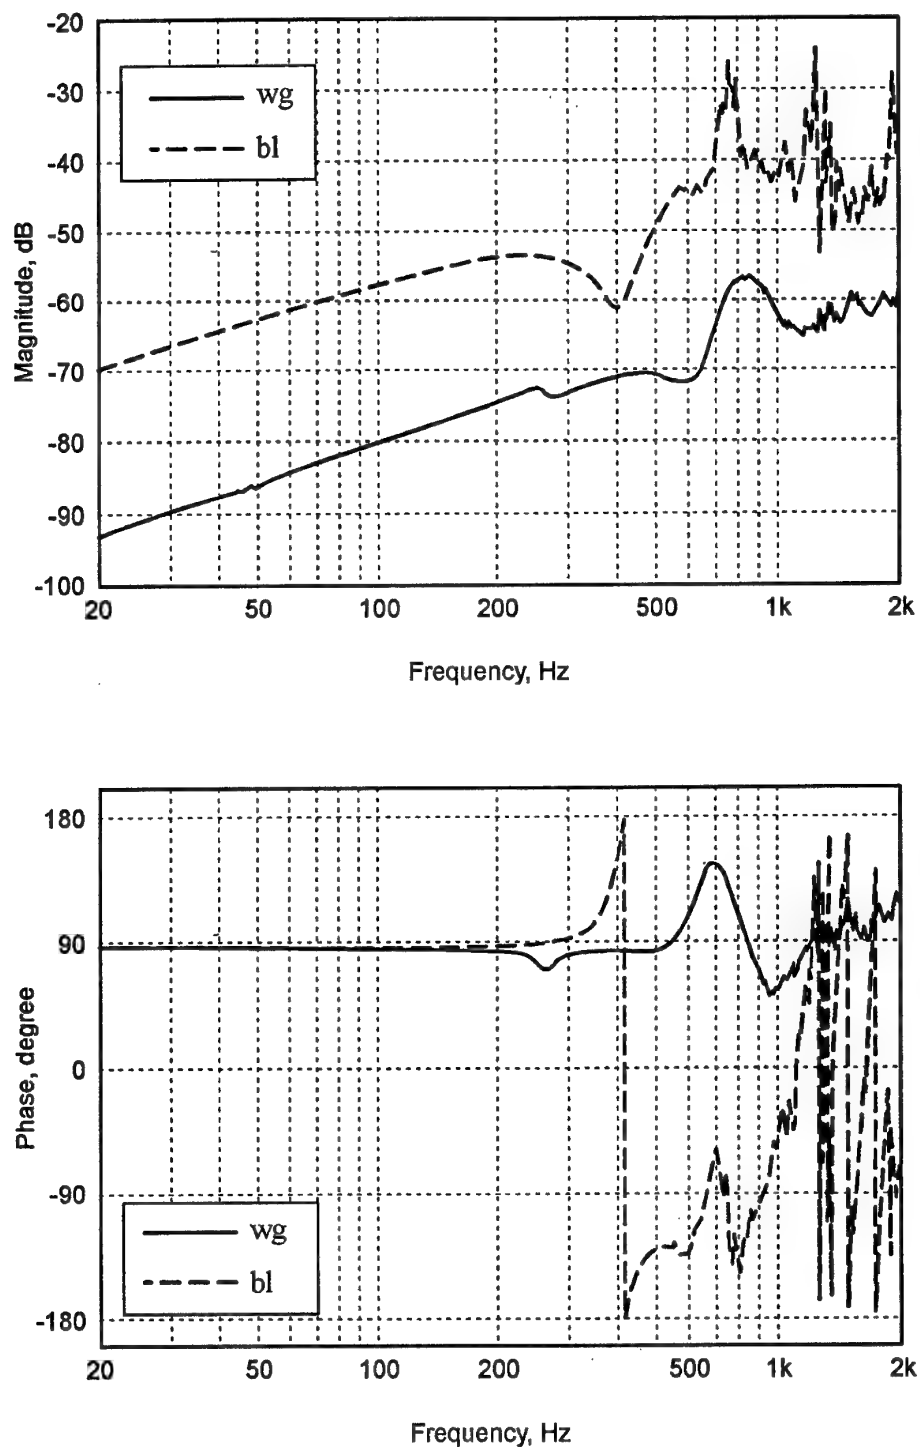 -20
-30
-40
-50
-60
-70
-80
-90
-100
Magnitude, dB
wg
bl
20 50 100 200 500 1k 2k
Frequency, Hz
180
90
0
-90
-180
Phase, degree
wg
bl
20 50 100 200 500 1k 2k
Frequency, Hz